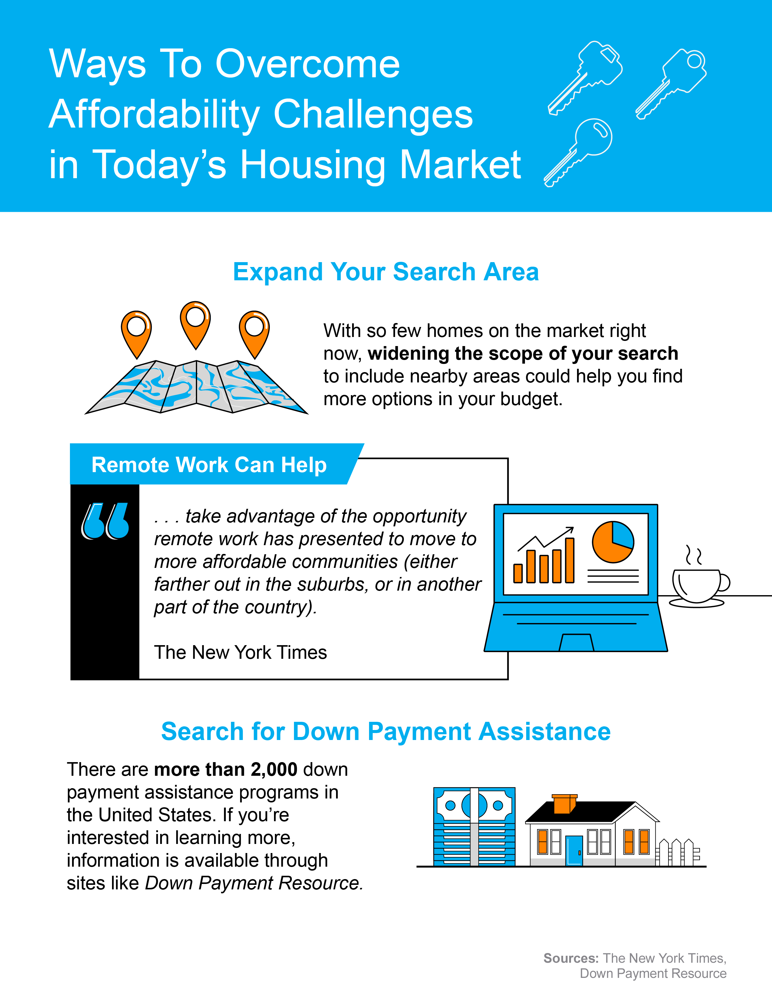 Ways To Overcome
Affordability Challenges
in Today’s Housing Market
Expand Your Search Area
With so few homes on the market right
now, widening the scope of your search
to include nearby areas could help you find
more options in your budget.
Remote Work Can Help
. . . take advantage of the opportunity
remote work has presented to move to
more affordable communities (either
farther out in the suburbs, or in another
part of the country).
The New York Times
Search for Down Payment Assistance
There are more than 2,000 down
payment assistance programs in
the United States. If you’re
interested in learning more,
information is available through
sites like Down Payment Resource.
Sources: The New York Times,
Down Payment Resource